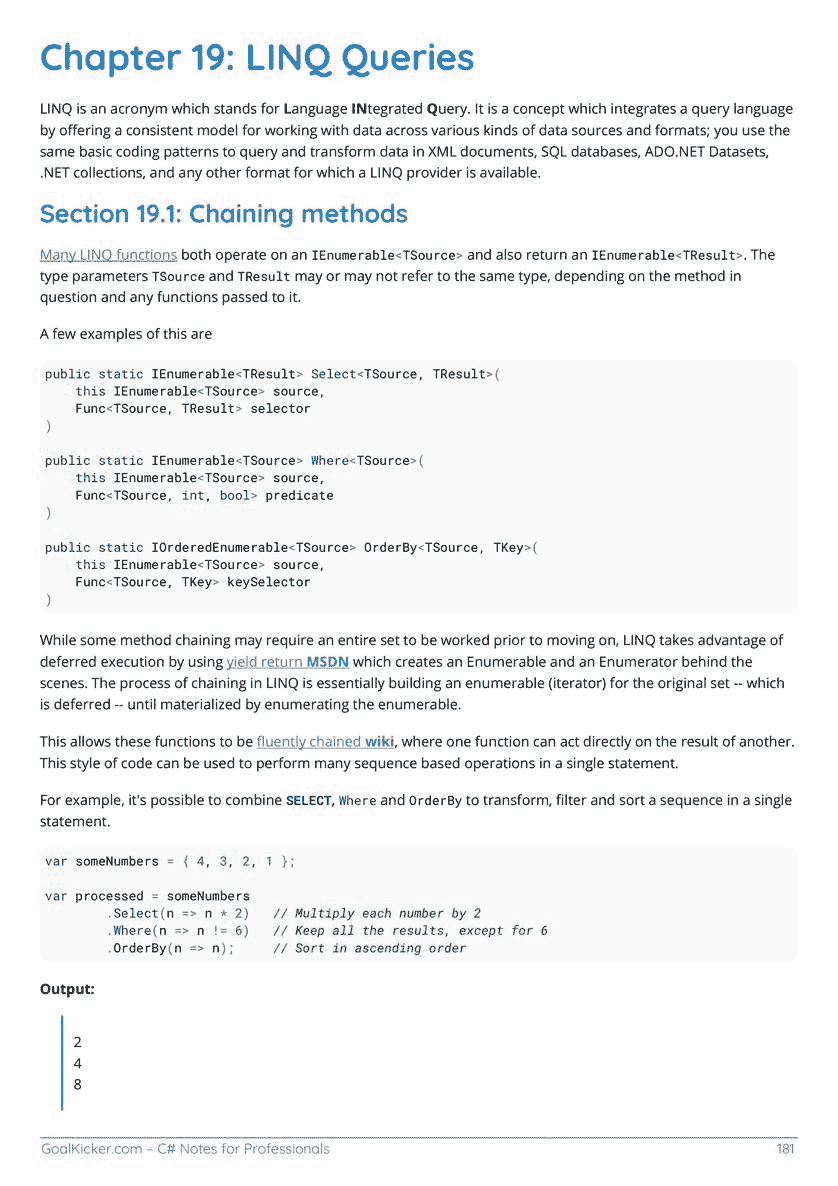 Chapter 19: LINQ Queries
LINQ is an acronym which stands for Language INtegrated Query. It is a concept which integrates a query language
by offering a consistent model for working with data across various kinds of data sources and formats; you use the
same basic coding patterns to query and transform data in XML documents, SQL databases, ADO.NET Datasets,
.NET collections, and any other format for which a LINQ provider is available.
Section 19.1: Chaining methods
Many LINQ functions both operate on an IEnumerable<TSource> and also return an IEnumerable<TResult>. The
type parameters TSource and TResult may or may not refer to the same type, depending on the method in
question and any functions passed to it.
A few examples of this are
public static IEnumerable<TResult> Select<TSource, TResult>(
    this IEnumerable<TSource> source,
    Func<TSource, TResult> selector
)
public static IEnumerable<TSource> Where<TSource>(
    this IEnumerable<TSource> source,
    Func<TSource, int, bool> predicate
)
public static IOrderedEnumerable<TSource> OrderBy<TSource, TKey>(
    this IEnumerable<TSource> source,
    Func<TSource, TKey> keySelector
)
While some method chaining may require an entire set to be worked prior to moving on, LINQ takes advantage of
deferred execution by using yield return MSDN which creates an Enumerable and an Enumerator behind the
scenes. The process of chaining in LINQ is essentially building an enumerable (iterator) for the original set -- which
is deferred -- until materialized by enumerating the enumerable.
This allows these functions to be fluently chained wiki, where one function can act directly on the result of another.
This style of code can be used to perform many sequence based operations in a single statement.
For example, it's possible to combine SELECT, Where and OrderBy to transform, filter and sort a sequence in a single
statement.
var someNumbers = { 4, 3, 2, 1 };
var processed = someNumbers
        .Select(n => n * 2)   // Multiply each number by 2
        .Where(n => n != 6)   // Keep all the results, except for 6
        .OrderBy(n => n);     // Sort in ascending order
Output:
2
4
8
GoalKicker.com – C# Notes for Professionals 181